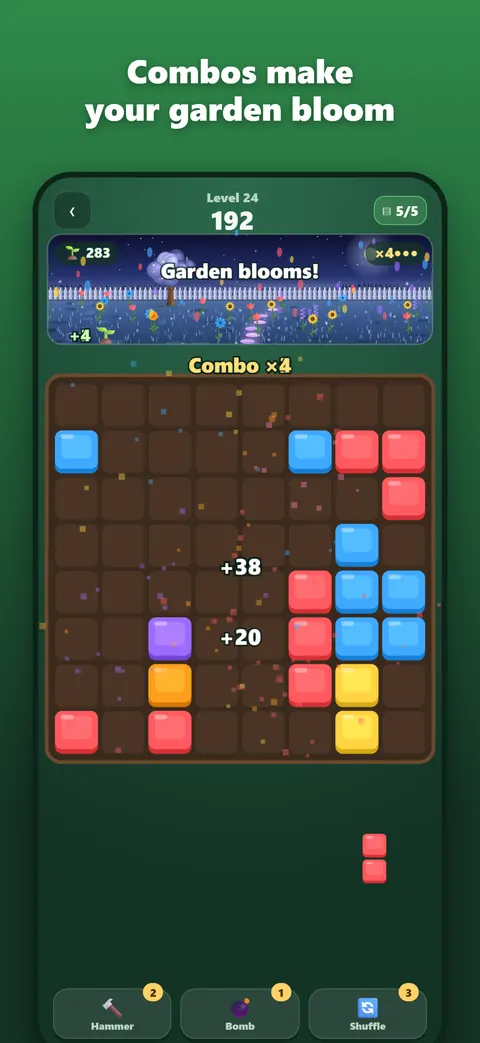 Combos make
your garden bloom
Level 24
192
5/5
283
×4
Garden blooms!
+4
Combo ×4
+38
+20
2
1
3
Hammer
Bomb
Shuffle